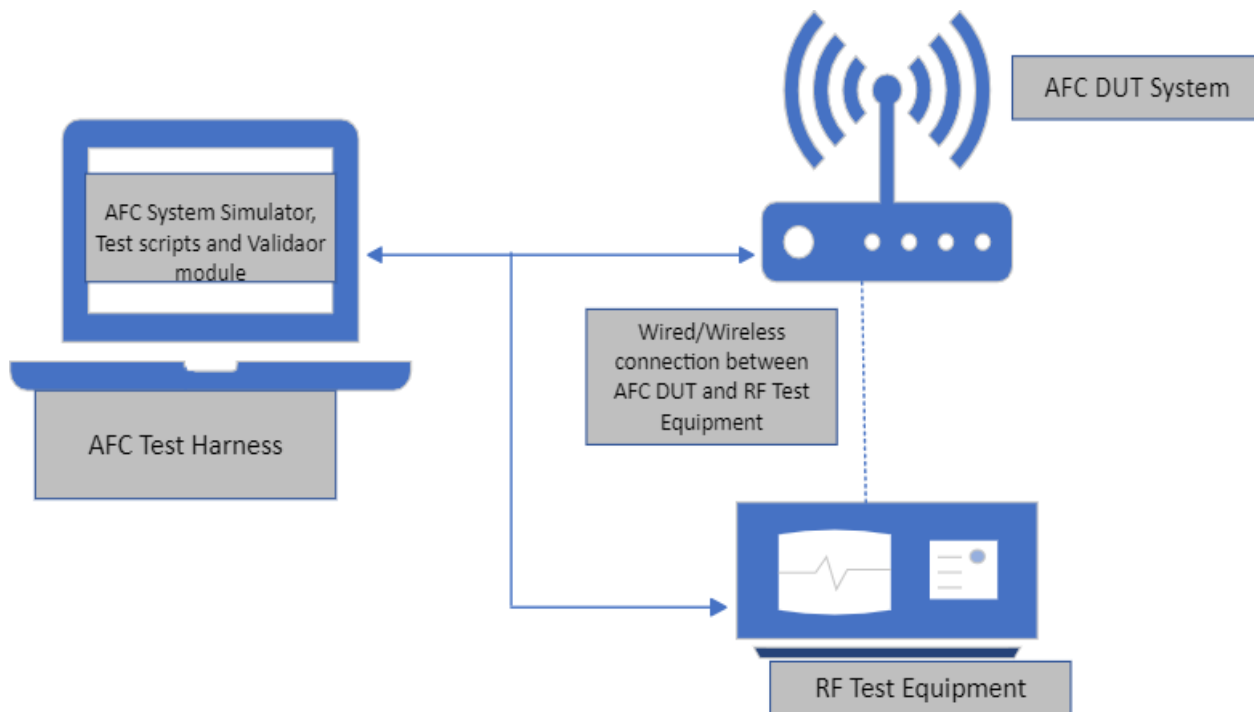 AFC DUT System
AFC System Simulator,
Test scripts and Validaor
module
Wired/Wireless
connection between
AFC DUT and RF Test
Equipment
AFC Test Harness
RF Test Equipment